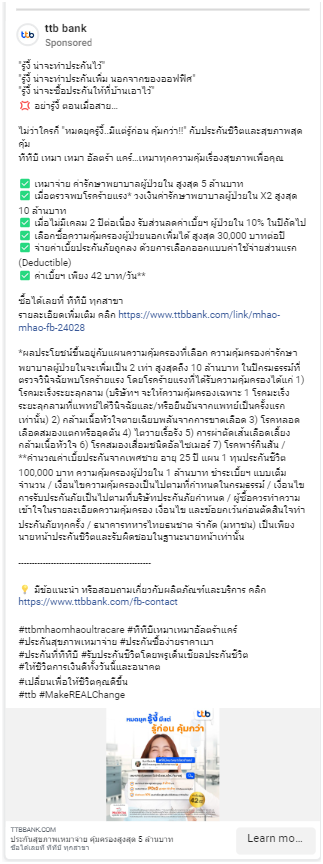 ttb bank
Sponsored
"รู้งี้ น่าจะทำประกันไว้"
"รู้งี้ น่าจะทำประกันเพิ่ม นอกจากของออฟฟิศ"
"รู้งี้ น่าจะซื้อประกันให้ที่บ้านเอาไว้"
💢 อย่ารู้งี้ ตอนเมื่อสาย...
ไม่ว่าใครก็ "หมดยุครู้งี้..มีแต่รู้ก่อน คุ้มกว่า!!" กับประกันชีวิตและสุขภาพสุด
คุ้ม
ทีทีบี เหมา เหมา อัลตร้า แคร์...เหมาทุกความคุ้มเรื่องสุขภาพเพื่อคุณ
✅ เหมาจ่าย ค่ารักษาพยาบาลผู้ป่วยใน สูงสุด 5 ล้านบาท
✅ เมื่อตรวจพบโรคร้ายแรง* วงเงินค่ารักษาพยาบาลผู้ป่วยใน X2 สูงสุด
10 ล้านบาท
✅ เมื่อไม่มีเคลม 2 ปีต่อเนื่อง รับส่วนลดค่าเบี้ยฯ ผู้ป่วยใน 10% ในปีถัดไป
✅ เลือกซื้อความคุ้มครองผู้ป่วยนอกเพิ่มได้ สูงสุด 30,000 บาทต่อปี
✅ จ่ายค่าเบี้ยประกันภัยถูกลง ด้วยการเลือกออกแบบค่าใช้จ่ายส่วนแรก
(Deductible)
✅ ค่าเบี้ยฯ เพียง 42 บาท/วัน**
ซื้อได้เลยที่ ทีทีบี ทุกสาขา
รายละเอียดเพิ่มเติม คลิก https://www.ttbbank.com/link/mhao-
mhao-fb-24028
*ผลประโยชน์ขึ้นอยู่กับแผนความคุ้มครองที่เลือก ความคุ้มครองค่ารักษา
พยาบาลผู้ป่วยในจะเพิ่มเป็น 2 เท่า สูงสุดถึง 10 ล้านบาท ในปีกรมธรรม์ที่
ตรวจวินิจฉัยพบโรคร้ายแรง โดยโรคร้ายแรงที่ได้รับความคุ้มครองได้แก่ 1)
โรคมะเร็งระยะลุกลาม (บริษัทฯ จะให้ความคุ้มครองเฉพาะ 1 โรคมะเร็ง
ระยะลุกลามที่แพทย์ได้วินิจฉัยและ/หรือยืนยันจากแพทย์เป็นครั้งแรก
เท่านั้น) 2) กล้ามเนื้อหัวใจตายเฉียบพลันจากการขาดเลือด 3) โรคหลอด
เลือดสมองแตกหรืออุดตัน 4) ไตวายเรื้อรัง 5) การผ่าตัดเส้นเลือดเลี้ยง
กล้ามเนื้อหัวใจ 6) โรคสมองเสื่อมชนิดอัลไซเมอร์ 7) โรคพาร์กินสัน /
**คำนวณค่าเบี้ยประกันจากเพศชาย อายุ 25 ปี แผน 1 ทุนประกันชีวิต
100,000 บาท ความคุ้มครองผู้ป่วยใน 1 ล้านบาท ชำระเบี้ยฯ แบบเต็ม
จำนวน / เงื่อนไขความคุ้มครองเป็นไปตามที่กำหนดในกรมธรรม์ / เงื่อนไข
การรับประกันภัยเป็นไปตามที่บริษัทประกันภัยกำหนด / ผู้ซื้อควรทำความ
เข้าใจในรายละเอียดความคุ้มครอง เงื่อนไข และข้อยกเว้นก่อนตัดสินใจทำ
ประกันภัยทุกครั้ง / ธนาคารทหารไทยธนชาต จำกัด (มหาชน) เป็นเพียง
นายหน้าประกันชีวิตและรับผิดชอบในฐานะนายหน้าเท่านั้น
------------------------------------------------
💡 มีข้อแนะนำ หรือสอบถามเกี่ยวกับผลิตภัณฑ์และบริการ คลิก
https://www.ttbbank.com/fb-contact
#ttbmhaomhaoultracare #ทีทีบีเหมาเหมาอัลตร้าแคร์
#ประกันสุขภาพเหมาจ่าย #ประกันซื้อง่ายราคาเบา
#ประกันที่ทีทีบี #รับประกันชีวิตโดยพรูเด็นเชียลประกันชีวิต
#ให้ชีวิตการเงินดีทั้งวันนี้และอนาคต
#เปลี่ยนเพื่อให้ชีวิตคุณดีขึ้น
#ttb #MakeREALChange
หมดยุค รู้งี้ มีแต่
รู้ก่อน คุ้มกว่า
ttb
42
TTBBANK.COM
ประกันสุขภาพเหมาจ่าย คุ้มครองสูงสุด 5 ล้านบาท
ซื้อได้เลยที่ ทีทีบี ทุกสาขา
Learn mo...